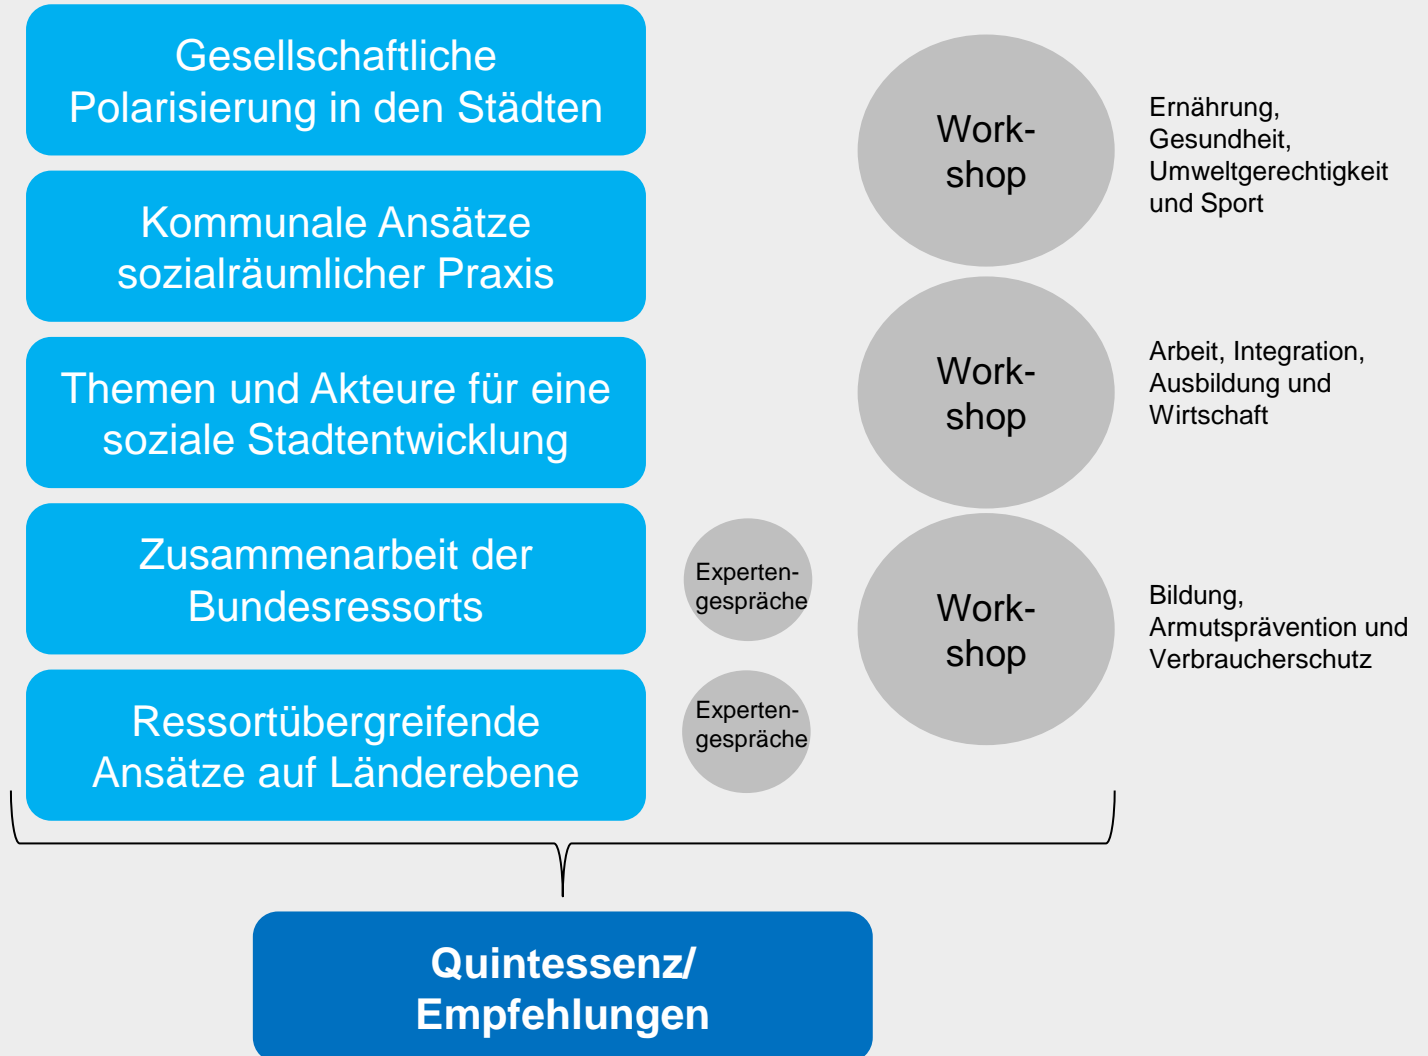 Gesellschaftliche
Polarisierung in den Städten
Kommunale Ansätze
sozialräumlicher Praxis
Themen und Akteure für eine
soziale Stadtentwicklung
Zusammenarbeit der
Bundesressorts
Ressortübergreifende
Ansätze auf Länderebene
Experten-
gespräche
Experten-
gespräche
Work-
shop
Ernährung,
Gesundheit,
Umweltgerechtigkeit
und Sport
Work-
shop
Arbeit, Integration,
Ausbildung und
Wirtschaft
Work-
shop
Bildung,
Armutsprävention und
Verbraucherschutz
Quintessenz/
Empfehlungen